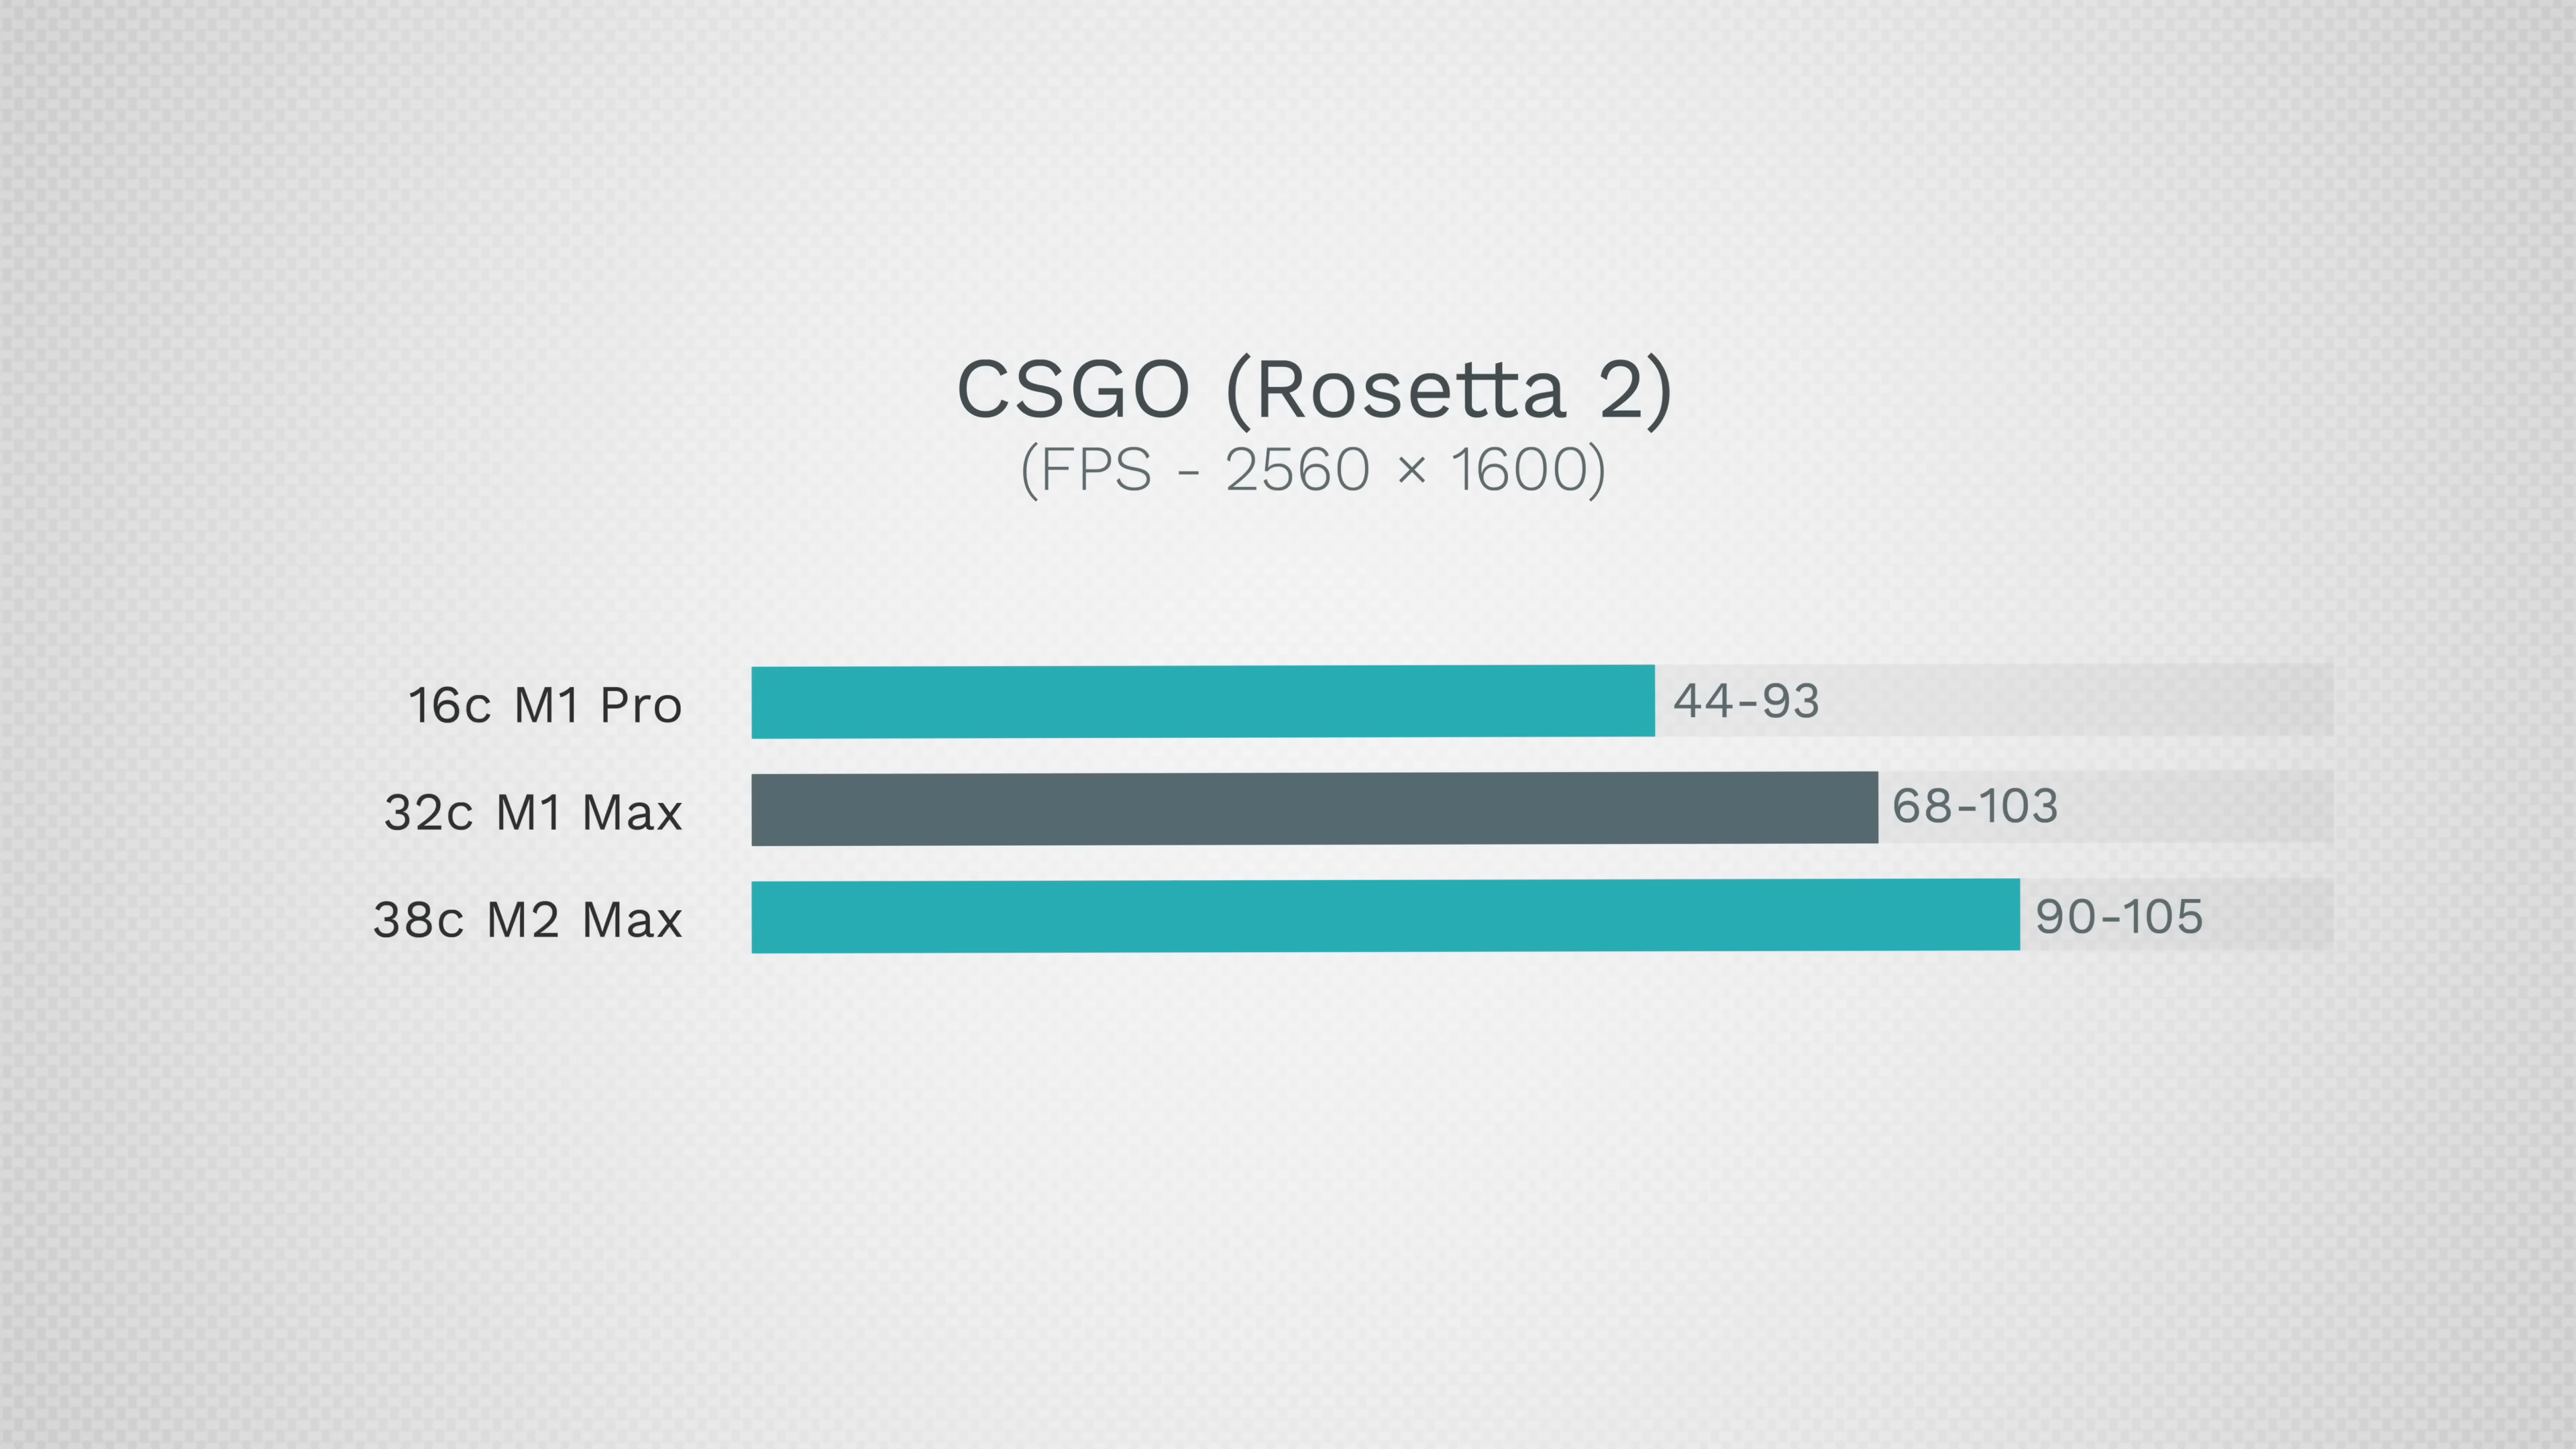 CSGO (Rosetta 2)
(FPS - 2560 × 1600)
16c M1 Pro 44-93
32c M1 Max 68-103
38c M2 Max 90-105